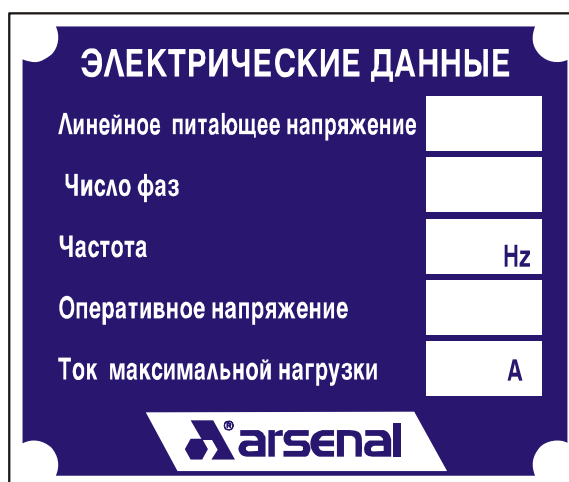 ЭЛЕКТРИЧЕСКИЕ ДАННЫЕ
Линейное питающее напряжение
Число фаз
Частота Hz
Оперативное напряжение
Ток максимальной нагрузки A
® arsenal